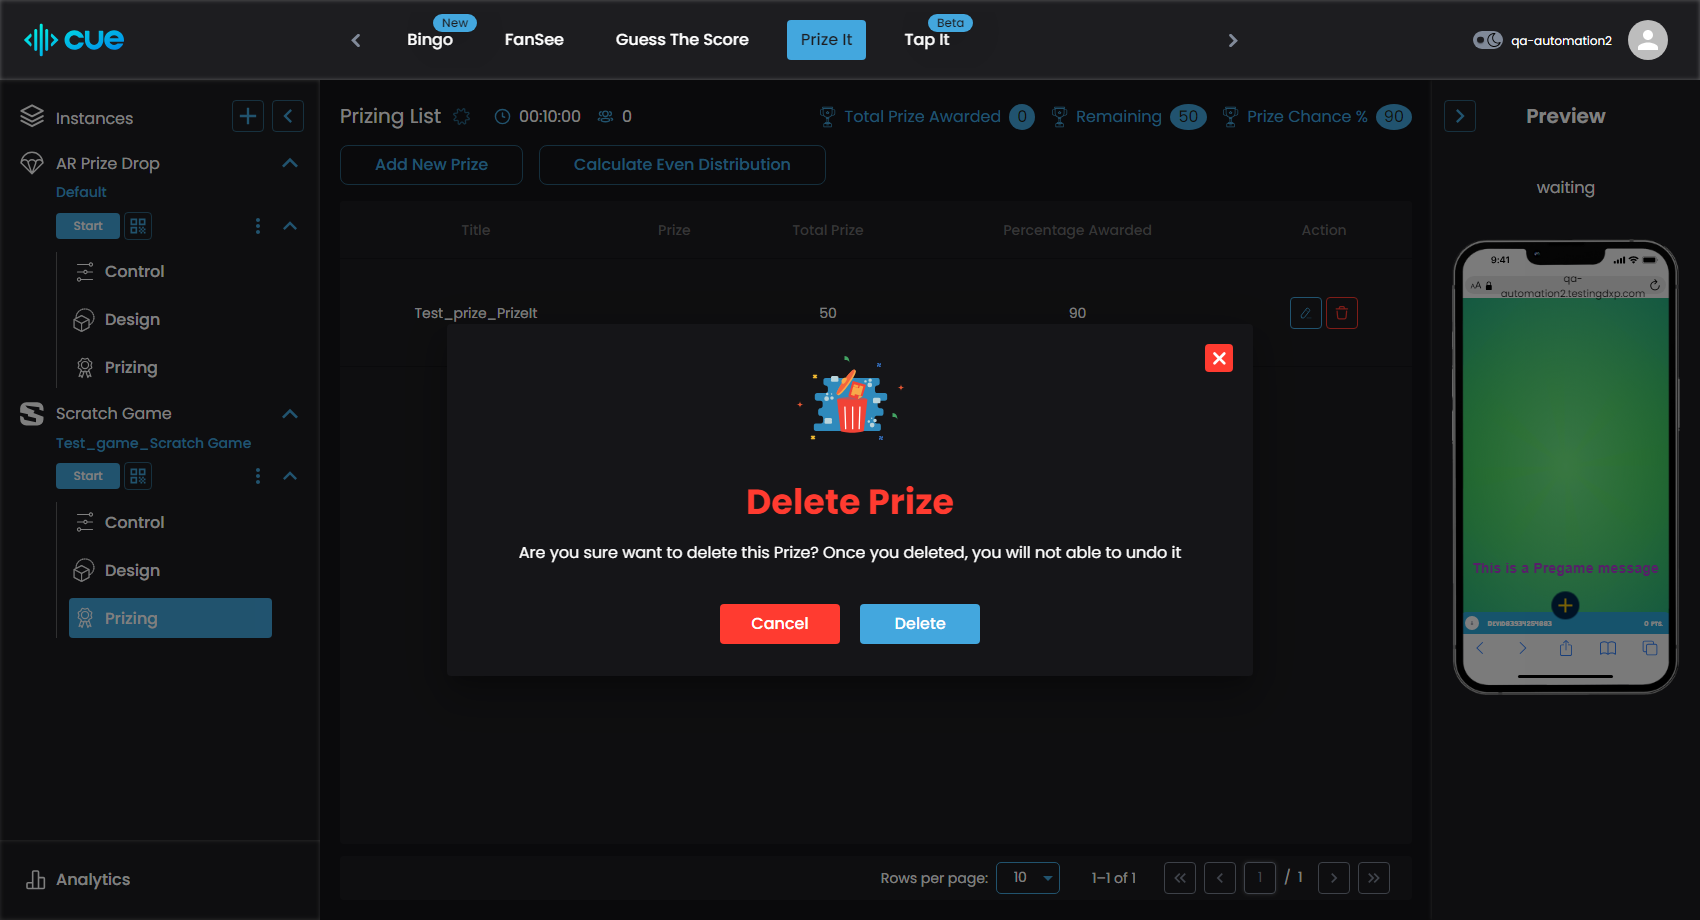 cue
New
Bingo
FanSee
Guess The Score
Prize It
Beta
Tap It
qa-automation2
Instances
AR Prize Drop
Default
Start
Control
Design
Prizing
Scratch Game
Test_game_Scratch Game
Start
Control
Design
Prizing
Analytics
Prizing List
00:10:00
0
Total Prize Awarded 0
Remaining 50
Prize Chance % 90
Add New Prize
Calculate Even Distribution
Title Prize Total Prize Percentage Awarded Action
Test_prize_PrizeIt 50 90
Delete Prize
Are you sure want to delete this Prize? Once you deleted, you will not able to undo it
Cancel
Delete
Rows per page: 10 1–1 of 1 1 / 1
Preview
waiting
9:41
AA
qa-
automation2.testingdxp.com
This is a Pregame message
0 PTS.